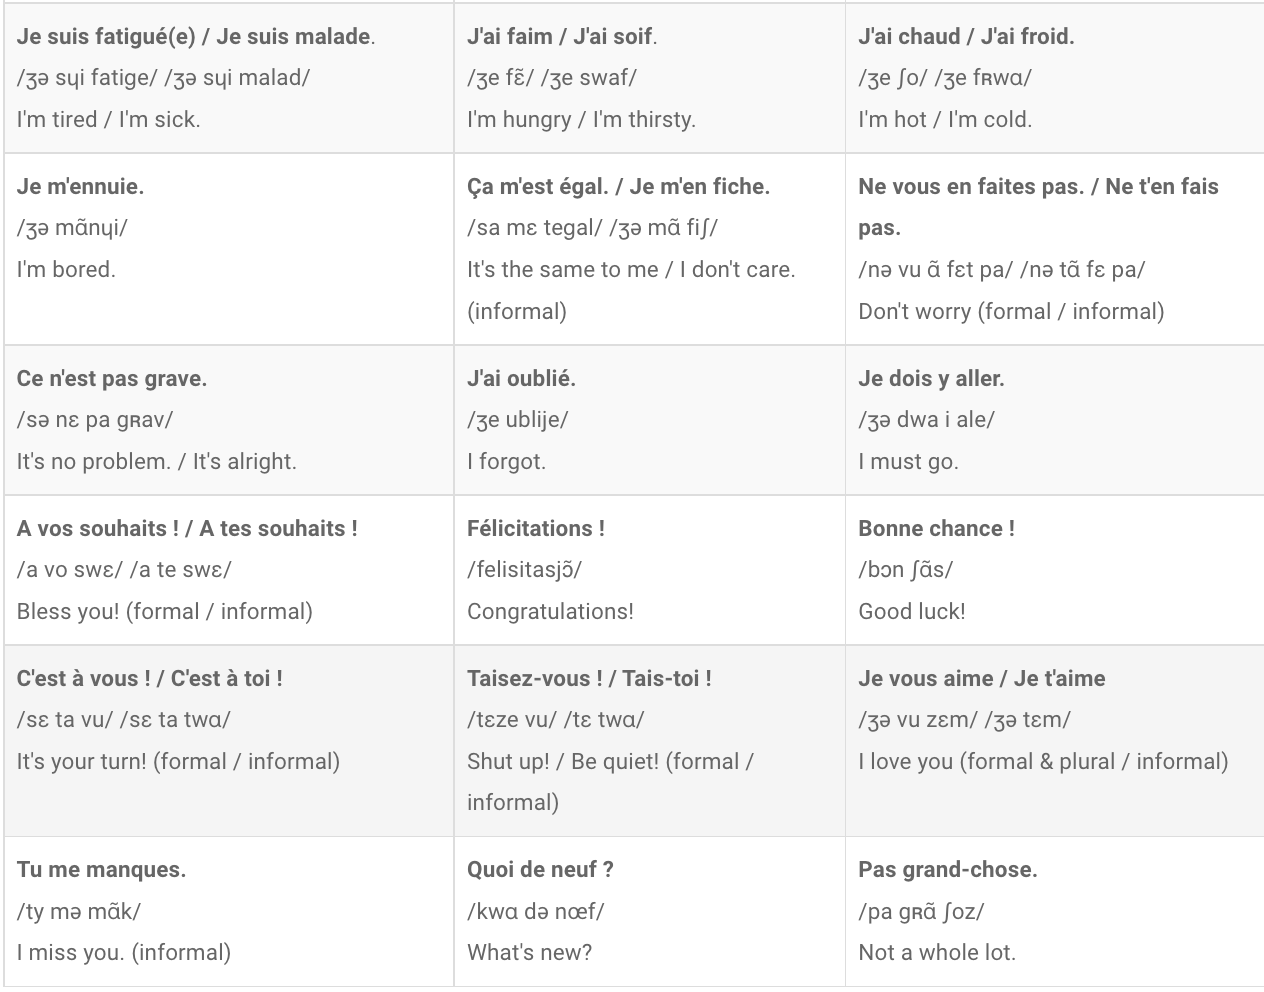 Je suis fatigué(e) / Je suis malade.
/ʒə sɥi fatige/ /ʒə sɥi malad/
I'm tired / I'm sick.
J'ai faim / J'ai soif.
/ʒe fɛ̃/ /ʒe swaf/
I'm hungry / I'm thirsty.
J'ai chaud / J'ai froid.
/ʒe ʃo/ /ʒe fʀwɑ/
I'm hot / I'm cold.
Je m'ennuie.
/ʒə mɑ̃nɥi/
I'm bored.
Ça m'est égal. / Je m'en fiche.
/sa mɛ tegal/ /ʒə mɑ̃ fiʃ/
It's the same to me / I don't care.
(informal)
Ne vous en faites pas. / Ne t'en fais
pas.
/nə vu ɑ̃ fɛt pa/ /nə tɑ̃ fɛ pa/
Don't worry (formal / informal)
Ce n'est pas grave.
/sə nɛ pa gʀav/
It's no problem. / It's alright.
J'ai oublié.
/ʒe ublije/
I forgot.
Je dois y aller.
/ʒə dwa i ale/
I must go.
A vos souhaits ! / A tes souhaits !
/a vo swɛ/ /a te swɛ/
Bless you! (formal / informal)
Félicitations !
/felisitasjɔ̃/
Congratulations!
Bonne chance !
/bɔn ʃɑ̃s/
Good luck!
C'est à vous ! / C'est à toi !
/sɛ ta vu/ /sɛ ta twɑ/
It's your turn! (formal / informal)
Taisez-vous ! / Tais-toi !
/tɛze vu/ /tɛ twɑ/
Shut up! / Be quiet! (formal /
informal)
Je vous aime / Je t'aime
/ʒə vu zɛm/ /ʒə tɛm/
I love you (formal & plural / informal)
Tu me manques.
/ty mə mɑ̃k/
I miss you. (informal)
Quoi de neuf ?
/kwɑ də nœf/
What's new?
Pas grand-chose.
/pa gʀɑ̃ ʃoz/
Not a whole lot.